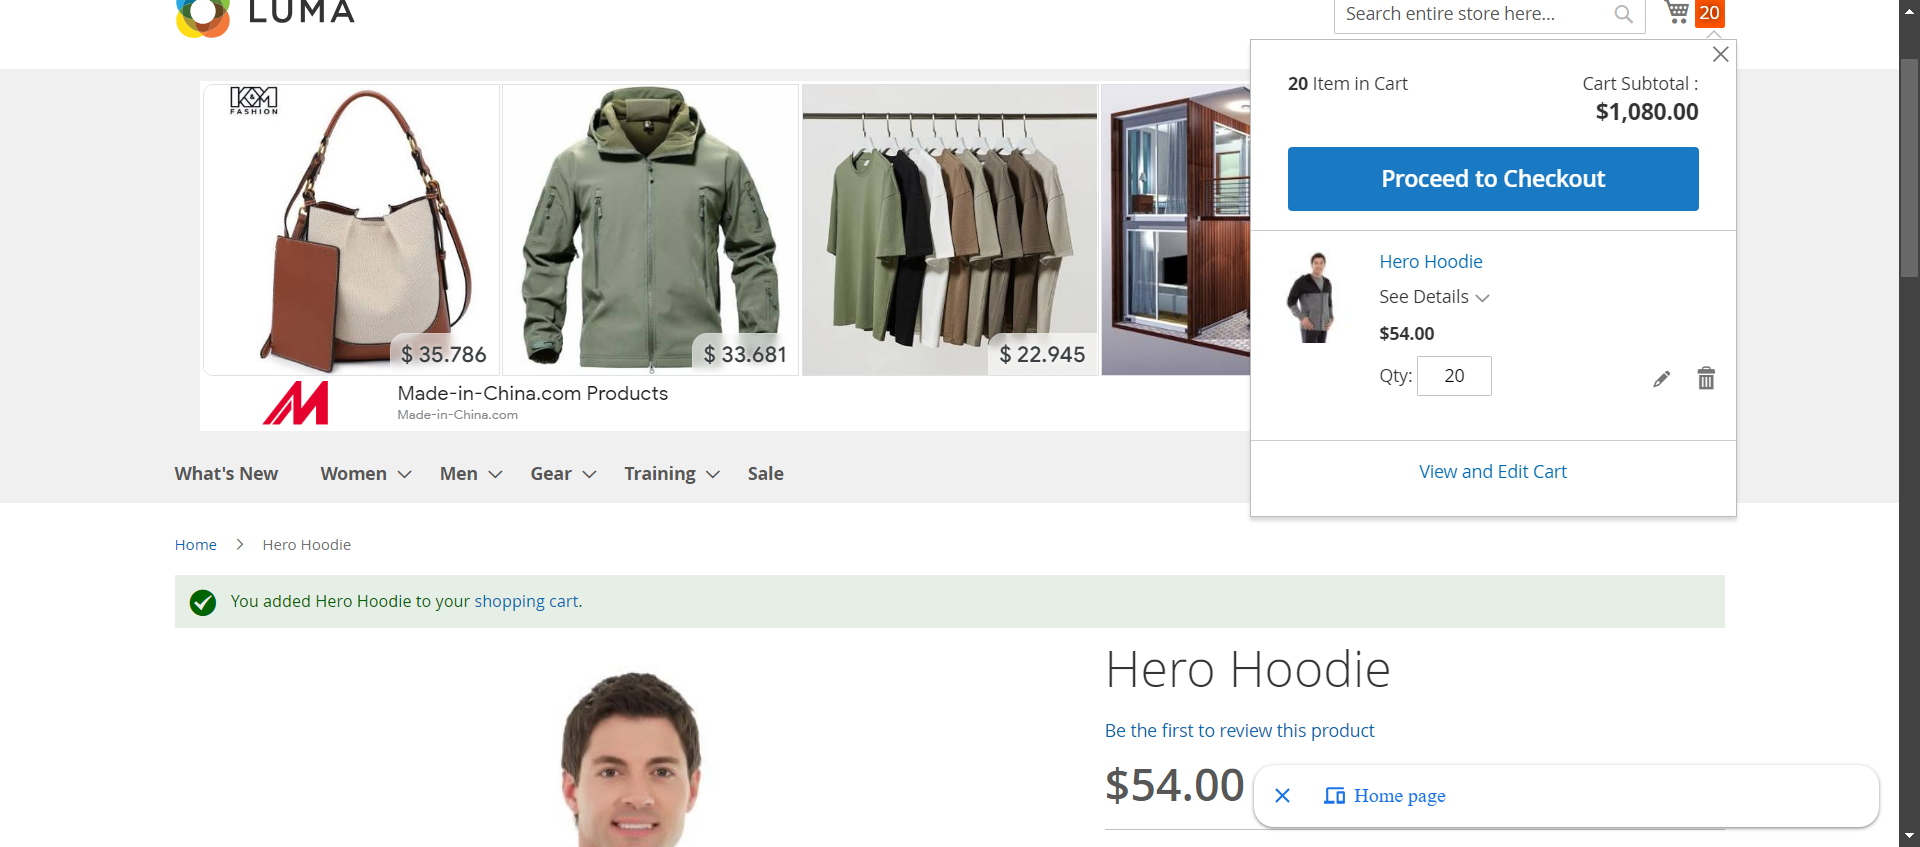 LUMA
Search entire store here...
20
20 Item in Cart
Cart Subtotal :
$1,080.00
Proceed to Checkout
Hero Hoodie
See Details
$54.00
Qty: 20
View and Edit Cart
K&M
FASHION
$ 35.786
$ 33.681
$ 22.945
Made-in-China.com Products
Made-in-China.com
What's New
Women
Men
Gear
Training
Sale
Home
Hero Hoodie
You added Hero Hoodie to your shopping cart.
Hero Hoodie
Be the first to review this product
$54.00
Home page